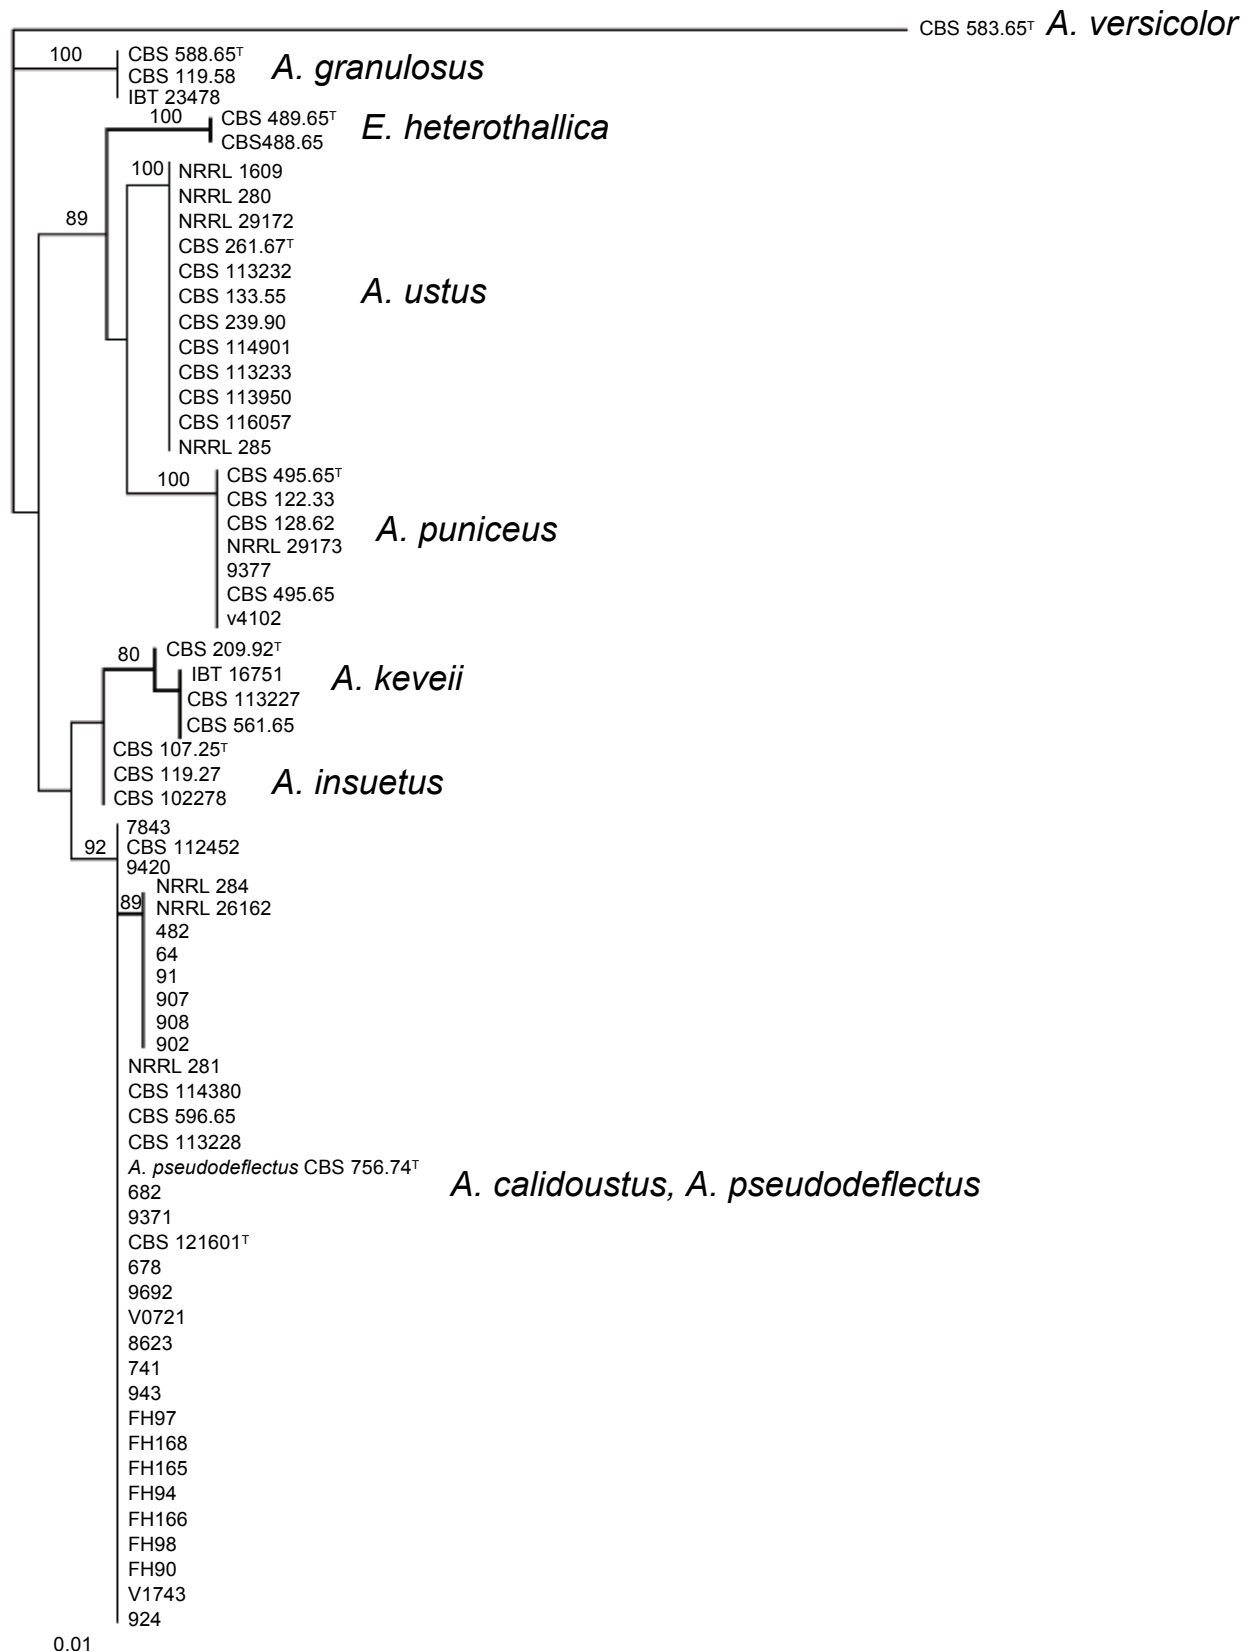 CBS 583.65ᵀ A. versicolor
100
CBS 588.65ᵀ
CBS 119.58
IBT 23478
A. granulosus
100
CBS 489.65ᵀ
CBS488.65
E. heterothallica
89
100
NRRL 1609
NRRL 280
NRRL 29172
CBS 261.67ᵀ
CBS 113232
CBS 133.55
CBS 239.90
CBS 114901
CBS 113233
CBS 113950
CBS 116057
NRRL 285
A. ustus
100
CBS 495.65ᵀ
CBS 122.33
CBS 128.62
NRRL 29173
9377
CBS 495.65
v4102
A. puniceus
80
CBS 209.92ᵀ
IBT 16751
CBS 113227
CBS 561.65
A. keveii
CBS 107.25ᵀ
CBS 119.27
CBS 102278
A. insuetus
92
7843
CBS 112452
9420
89
NRRL 284
NRRL 26162
482
64
91
907
908
902
NRRL 281
CBS 114380
CBS 596.65
CBS 113228
A. pseudodeflectus CBS 756.74ᵀ
682
9371
CBS 121601ᵀ
678
9692
V0721
8623
741
943
FH97
FH168
FH165
FH94
FH166
FH98
FH90
V1743
924
A. calidoustus, A. pseudodeflectus
0.01